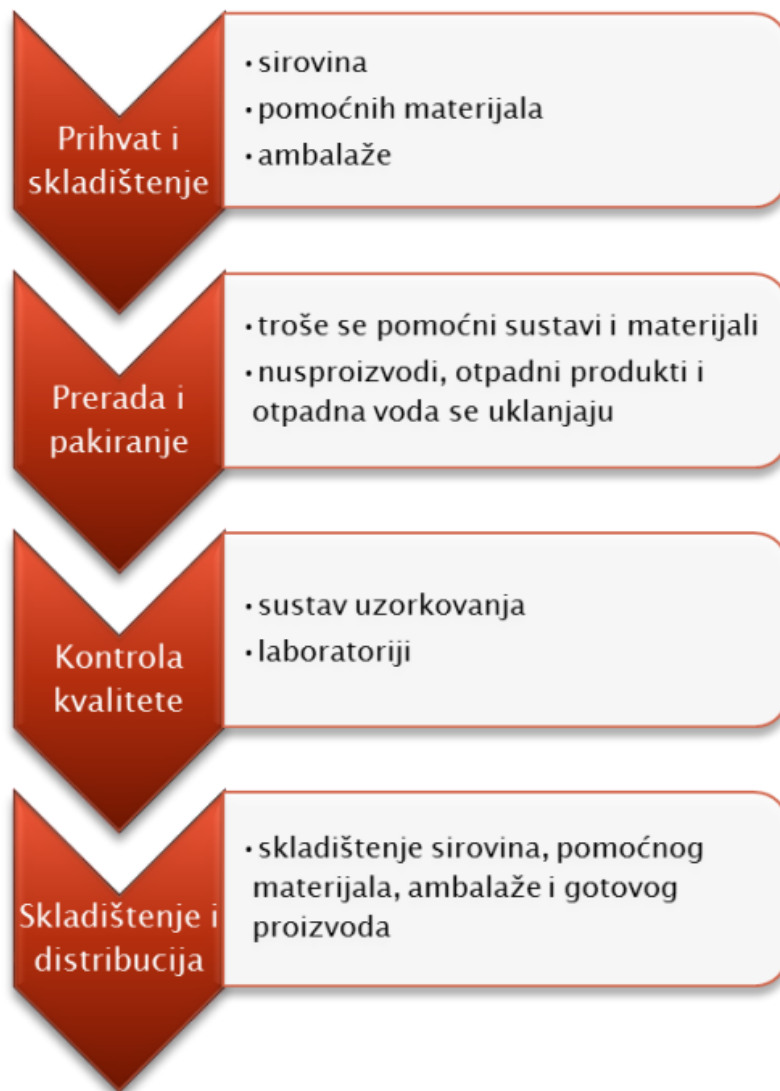 Prihvat i
skladištenje
• sirovina
• pomoćnih materijala
• ambalaže
Prerada i
pakiranje
• troše se pomoćni sustavi i materijali
• nusproizvodi, otpadni produkti i
otpadna voda se uklanjaju
Kontrola
kvalitete
• sustav uzorkovanja
• laboratoriji
Skladištenje i
distribucija
• skladištenje sirovina, pomoćnog
materijala, ambalaže i gotovog
proizvoda